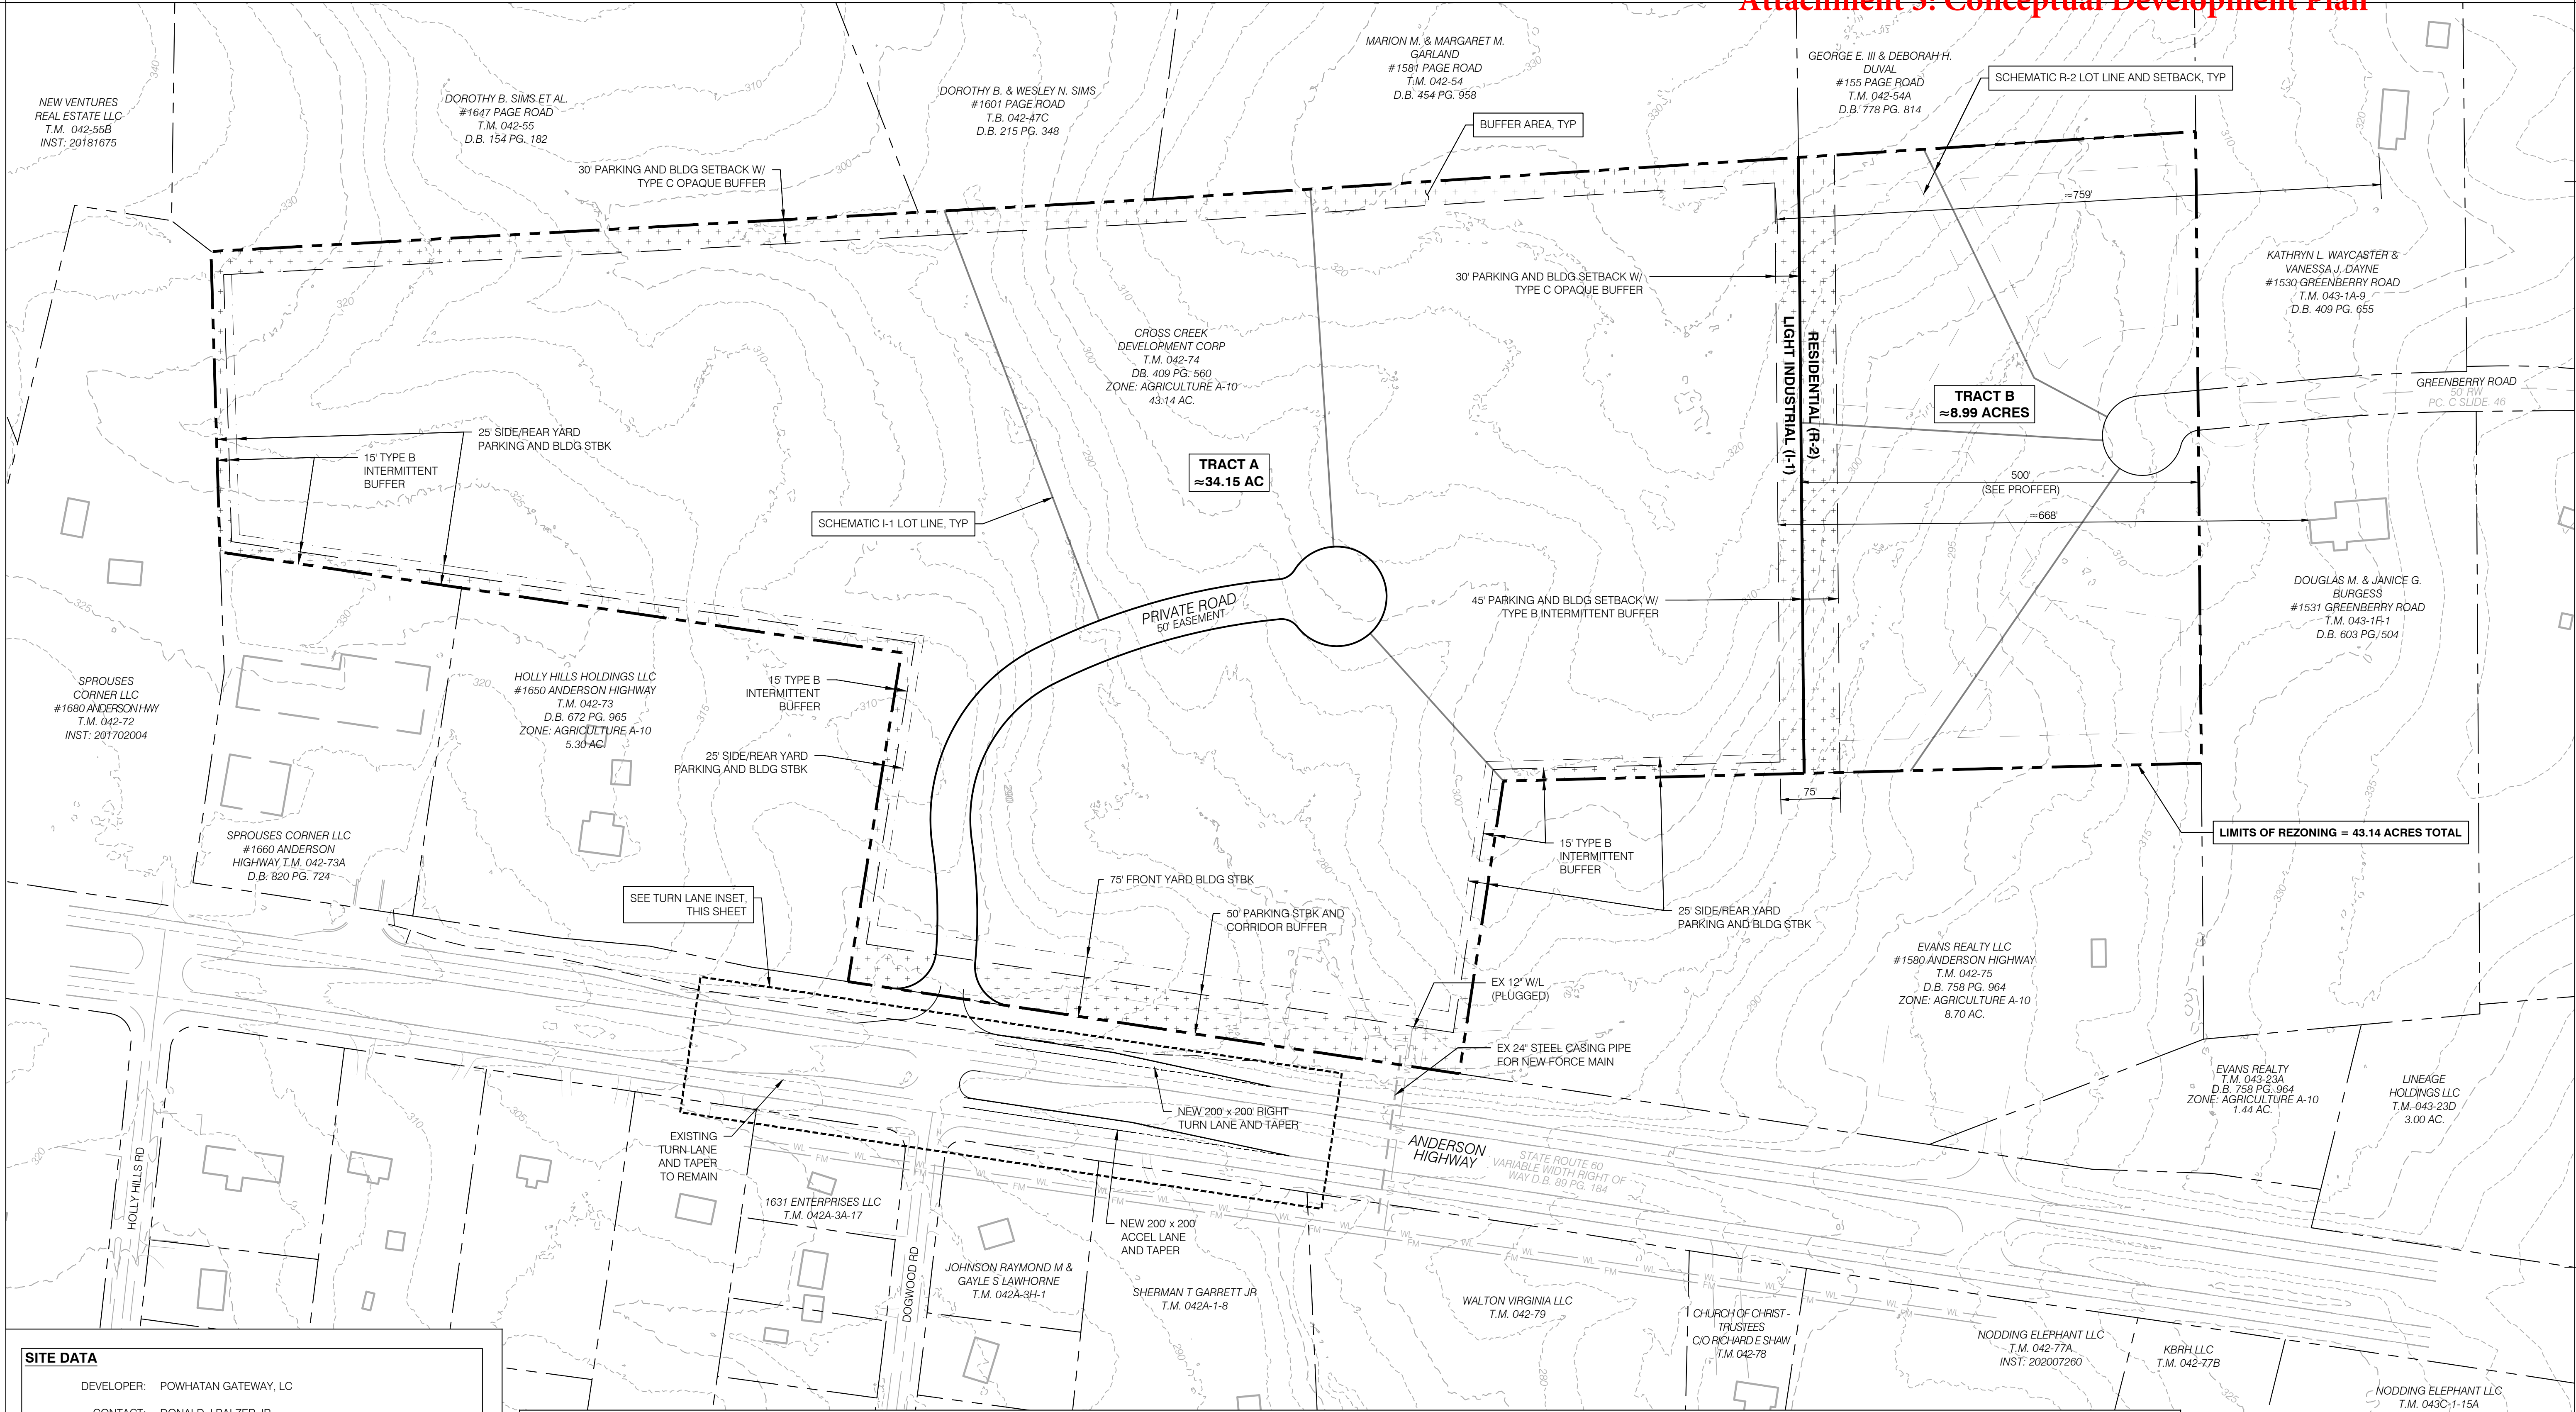 Attachment 3: Conceptual Development Plan
NEW VENTURES
REAL ESTATE LLC
T.M. 042-55B
INST: 20181675
DOROTHY B. SIMS ET AL.
#1647 PAGE ROAD
T.M. 042-55
D.B. 154 PG. 182
DOROTHY B. & WESLEY N. SIMS
#1601 PAGE ROAD
T.B. 042-47C
D.B. 215 PG. 348
MARION M. & MARGARET M.
GARLAND
#1581 PAGE ROAD
T.M. 042-54
D.B. 454 PG. 958
GEORGE E. III & DEBORAH H.
DUVAL
#155 PAGE ROAD
T.M. 042-54A
D.B. 778 PG. 814
SCHEMATIC R-2 LOT LINE AND SETBACK, TYP
BUFFER AREA, TYP
30' PARKING AND BLDG SETBACK W/
TYPE C OPAQUE BUFFER
≈759'
30' PARKING AND BLDG SETBACK W/
TYPE C OPAQUE BUFFER
KATHRYN L. WAYCASTER &
VANESSA J. DAYNE
#1530 GREENBERRY ROAD
T.M. 043-1A-9
D.B. 409 PG. 655
CROSS CREEK
DEVELOPMENT CORP
T.M. 042-74
DB. 409 PG. 560
ZONE: AGRICULTURE A-10
43.14 AC.
LIGHT INDUSTRIAL (I-1)
RESIDENTIAL (R-2)
TRACT B
≈8.99 ACRES
GREENBERRY ROAD
50' RW
PC. C SLIDE. 46
25' SIDE/REAR YARD
PARKING AND BLDG STBK
15' TYPE B
INTERMITTENT
BUFFER
TRACT A
≈34.15 AC
500'
(SEE PROFFER)
≈668'
SCHEMATIC I-1 LOT LINE, TYP
PRIVATE ROAD
50' EASEMENT
45' PARKING AND BLDG SETBACK W/
TYPE B INTERMITTENT BUFFER
DOUGLAS M. & JANICE G.
BURGESS
#1531 GREENBERRY ROAD
T.M. 043-1F-1
D.B. 603 PG. 504
SPROUSES
CORNER LLC
#1680 ANDERSON HWY
T.M. 042-72
INST: 201702004
HOLLY HILLS HOLDINGS LLC
#1650 ANDERSON HIGHWAY
T.M. 042-73
D.B. 672 PG. 965
ZONE: AGRICULTURE A-10
5.30 AC.
15' TYPE B
INTERMITTENT
BUFFER
25' SIDE/REAR YARD
PARKING AND BLDG STBK
75'
LIMITS OF REZONING = 43.14 ACRES TOTAL
SPROUSES CORNER LLC
#1660 ANDERSON
HIGHWAY T.M. 042-73A
D.B. 820 PG. 724
15' TYPE B
INTERMITTENT
BUFFER
SEE TURN LANE INSET,
THIS SHEET
75' FRONT YARD BLDG STBK
50' PARKING STBK AND
CORRIDOR BUFFER
25' SIDE/REAR YARD
PARKING AND BLDG STBK
EVANS REALTY LLC
#1580 ANDERSON HIGHWAY
T.M. 042-75
D.B. 758 PG. 964
ZONE: AGRICULTURE A-10
8.70 AC.
EX 12" W/L
(PLUGGED)
EX 24" STEEL CASING PIPE
FOR NEW FORCE MAIN
EVANS REALTY
T.M. 043-23A
D.B. 758 PG. 964
ZONE: AGRICULTURE A-10
1.44 AC.
LINEAGE
HOLDINGS LLC
T.M. 043-23D
3.00 AC.
NEW 200' x 200' RIGHT
TURN LANE AND TAPER
EXISTING
TURN LANE
AND TAPER
TO REMAIN
ANDERSON
HIGHWAY
STATE ROUTE 60
VARIABLE WIDTH RIGHT OF
WAY D.B. 89 PG. 184
HOLLY HILLS RD
1631 ENTERPRISES LLC
T.M. 042A-3A-17
NEW 200' x 200'
ACCEL LANE
AND TAPER
DOGWOOD RD
JOHNSON RAYMOND M &
GAYLE S LAWHORNE
T.M. 042A-3H-1
SHERMAN T GARRETT JR
T.M. 042A-1-8
WALTON VIRGINIA LLC
T.M. 042-79
CHURCH OF CHRIST -
TRUSTEES
C/O RICHARD E SHAW
T.M. 042-78
NODDING ELEPHANT LLC
T.M. 042-77A
INST: 202007260
KBRH LLC
T.M. 042-77B
NODDING ELEPHANT LLC
T.M. 043C-1-15A
SITE DATA
DEVELOPER: POWHATAN GATEWAY, LC